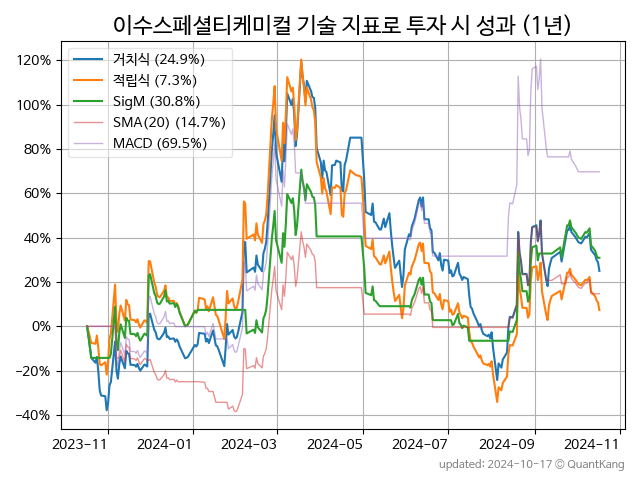 이수스페셜티케미컬 기술 지표로 투자 시 성과 (1년)
거치식 (24.9%)
적립식 (7.3%)
SigM (30.8%)
SMA(20) (14.7%)
MACD (69.5%)
120%
100%
80%
60%
40%
20%
0%
−20%
−40%
2023-11
2024-01
2024-03
2024-05
2024-07
2024-09
2024-11
updated: 2024-10-17 © QuantKang